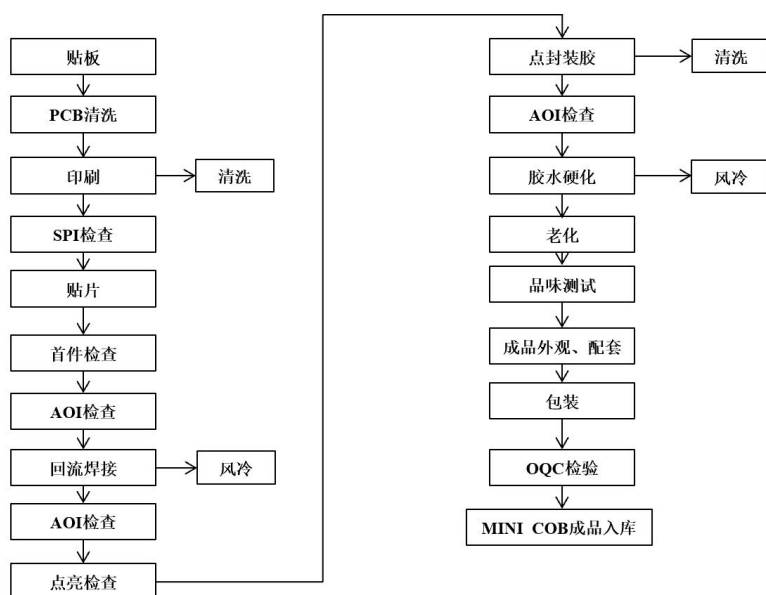 贴板
PCB清洗
印刷
清洗
SPI检查
贴片
首件检查
AOI检查
回流焊接
风冷
AOI检查
点亮检查
点封装胶
清洗
AOI检查
胶水硬化
风冷
老化
品味测试
成品外观、配套
包装
OQC检验
MINI COB成品入库